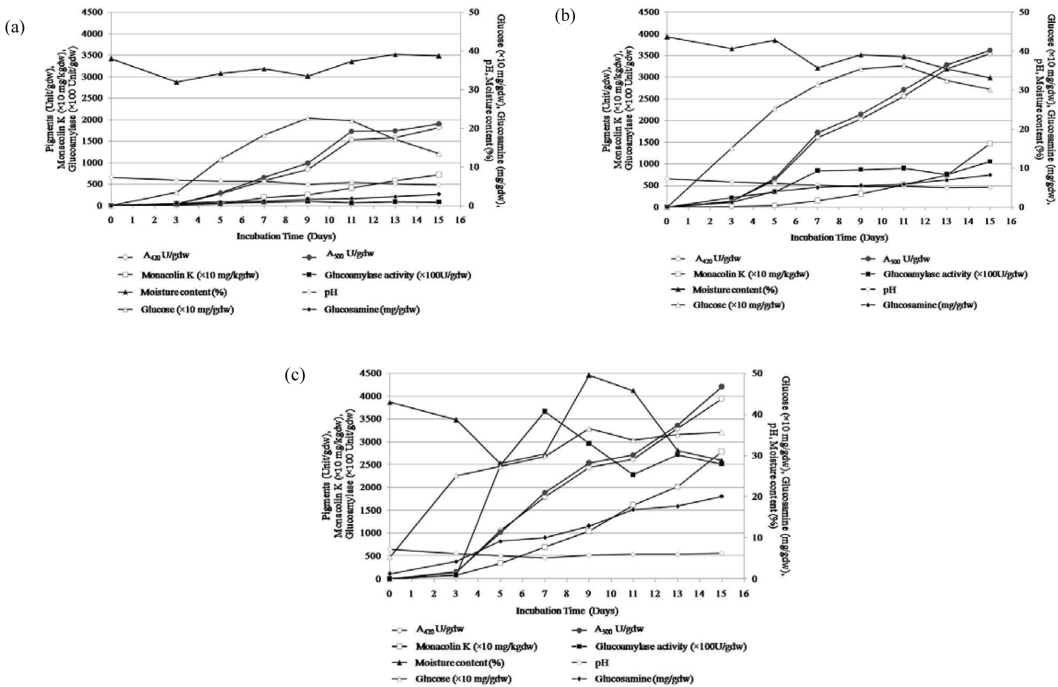 (a)
4500
4000
3500
3000
2500
2000
1500
1000
500
0
Pigments (Unit/gdw),
Monacolin K (×10 mg/kgdw),
Glucoamylase (×100 Unit/gdw)
50
40
30
20
10
0
Glucose (×10 mg/gdw), Glucosamine (mg/gdw),
pH, Moisture content (%)
0 1 2 3 4 5 6 7 8 9 10 11 12 13 14 15 16
Incubation Time (Days)
A420 U/gdw
A500 U/gdw
Monacolin K (×10 mg/kgdw)
Glucoamylase activity (×100U/gdw)
Moisture content (%)
pH
Glucose (×10 mg/gdw)
Glucosamine (mg/gdw)
(b)
4500
4000
3500
3000
2500
2000
1500
1000
500
0
Pigments (Unit/gdw),
Monacolin K (×10 mg/kgdw)
Glucoamylase ×100 Unit/gdw
50
40
30
20
10
0
Glucose (×10 mg/gdw), Glucosamine (mg/gdw),
pH, Moisture content (%)
0 1 2 3 4 5 6 7 8 9 10 11 12 13 14 15 16
Incubation Time (Days)
A420 U/gdw
A500 U/gdw
Monacolin K (×10 mg/kgdw)
Glucoamylase activity (×100U/gdw)
Moisture content (%)
pH
Glucose (×10 mg/gdw)
Glucosamine (mg/gdw)
(c)
4500
4000
3500
3000
2500
2000
1500
1000
500
0
Pigments (Unit/gdw),
Monacolin K (×10 mg/kgdw),
Glucoamylase (×100 Unit/gdw)
50
40
30
20
10
0
Glucose (×10 mg/gdw), Glucosamine (mg/gdw),
pH, Moisture content (%)
0 1 2 3 4 5 6 7 8 9 10 11 12 13 14 15 16
Incubation Time (Days)
A420 U/gdw
A500 U/gdw
Monacolin K (×10 mg/kgdw)
Glucoamylase activity (×100U/gdw)
Moisture content (%)
pH
Glucose (×10 mg/gdw)
Glucosamine (mg/gdw)